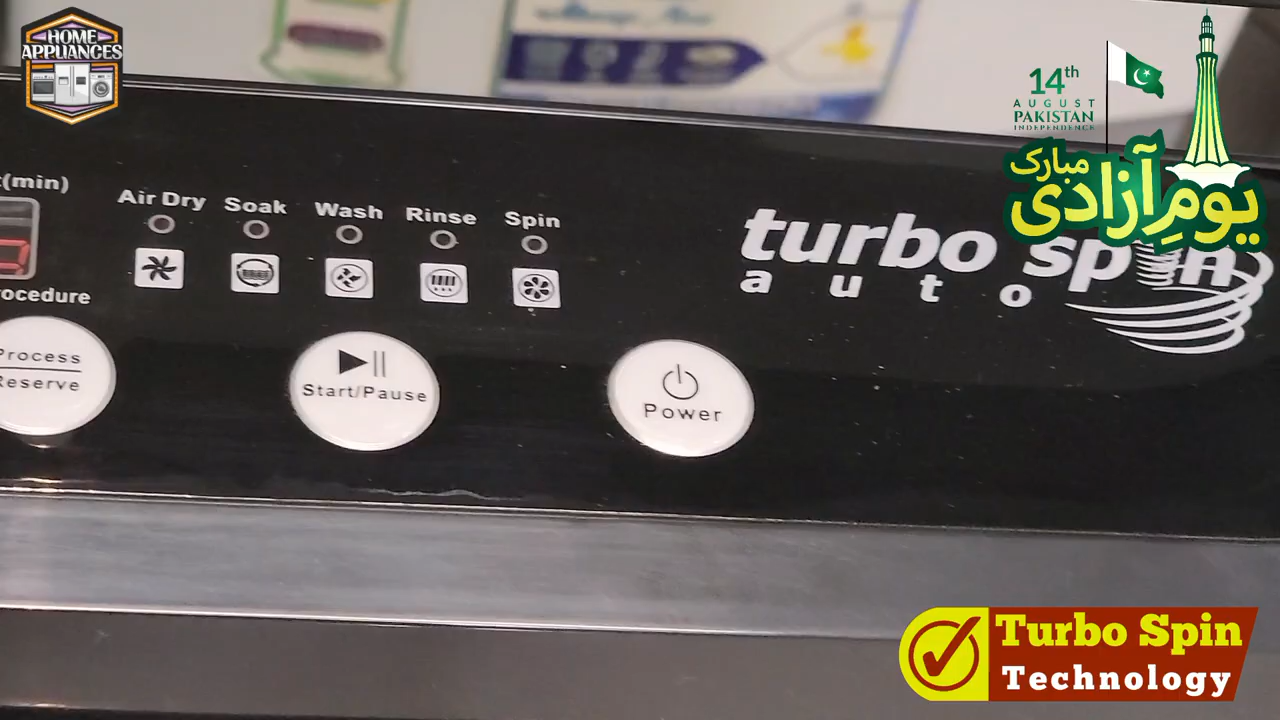 HOME
APPLIANCES
14th
AUGUST
PAKISTAN
INDEPENDENCE
یومِ آزادی
مبارک
(min)
Air Dry
Soak
Wash
Rinse
Spin
turbo spin
auto
Process
Reserve
Start/Pause
Power
Turbo Spin
Technology